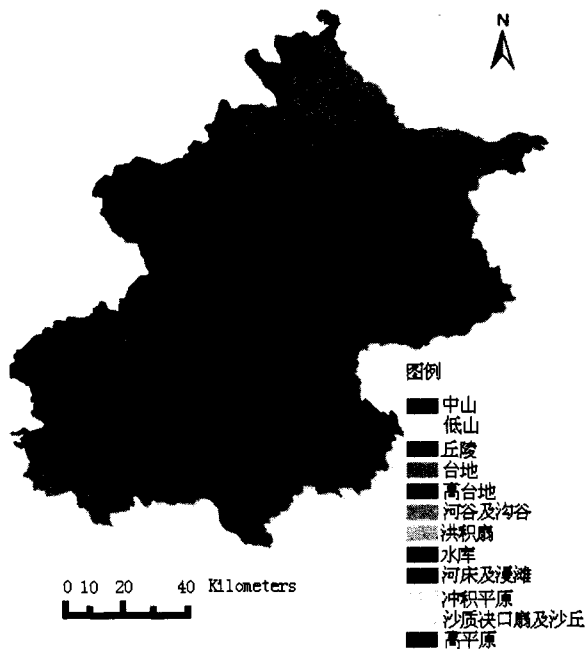 N
图例
中山
低山
丘陵
台地
高台地
河谷及沟谷
洪积扇
水库
河床及漫滩
冲积平原
沙质决口扇及沙丘
高平原
0 10 20 40 Kilometers